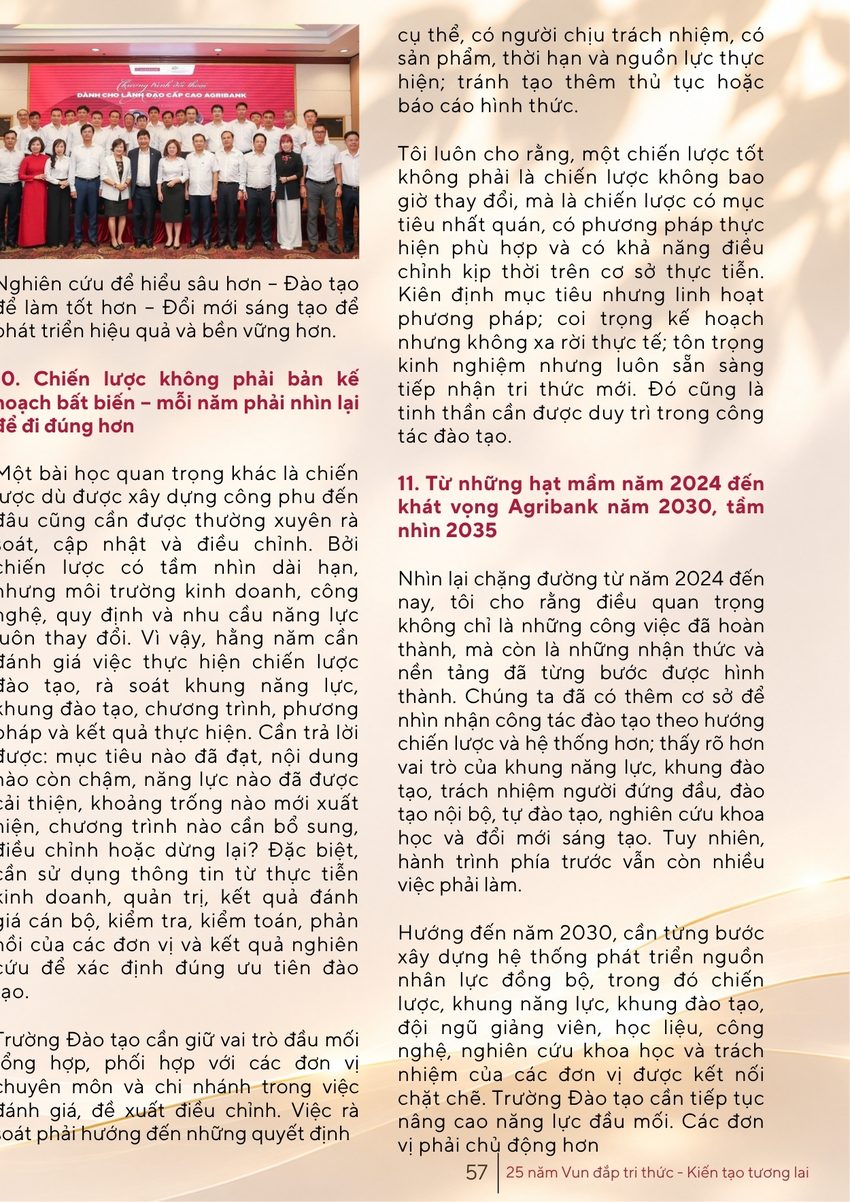 Chương trình đối thoại
DÀNH CHO LÃNH ĐẠO CẤP CAO AGRIBANK
Nghiên cứu để hiểu sâu hơn – Đào tạo
để làm tốt hơn – Đổi mới sáng tạo để
phát triển hiệu quả và bền vững hơn.
0. Chiến lược không phải bản kế
hoạch bất biến – mỗi năm phải nhìn lại
để đi đúng hơn
Một bài học quan trọng khác là chiến
lược dù được xây dựng công phu đến
đâu cũng cần được thường xuyên rà
soát, cập nhật và điều chỉnh. Bởi
chiến lược có tầm nhìn dài hạn,
nhưng môi trường kinh doanh, công
nghệ, quy định và nhu cầu năng lực
luôn thay đổi. Vì vậy, hằng năm cần
đánh giá việc thực hiện chiến lược
đào tạo, rà soát khung năng lực,
khung đào tạo, chương trình, phương
pháp và kết quả thực hiện. Cần trả lời
được: mục tiêu nào đã đạt, nội dung
nào còn chậm, năng lực nào đã được
cải thiện, khoảng trống nào mới xuất
hiện, chương trình nào cần bổ sung,
điều chỉnh hoặc dừng lại? Đặc biệt,
cần sử dụng thông tin từ thực tiễn
kinh doanh, quản trị, kết quả đánh
giá cán bộ, kiểm tra, kiểm toán, phản
hồi của các đơn vị và kết quả nghiên
cứu để xác định đúng ưu tiên đào
tạo.
Trường Đào tạo cần giữ vai trò đầu mối
tổng hợp, phối hợp với các đơn vị
chuyên môn và chi nhánh trong việc
đánh giá, đề xuất điều chỉnh. Việc rà
soát phải hướng đến những quyết định
cụ thể, có người chịu trách nhiệm, có
sản phẩm, thời hạn và nguồn lực thực
hiện; tránh tạo thêm thủ tục hoặc
báo cáo hình thức.
Tôi luôn cho rằng, một chiến lược tốt
không phải là chiến lược không bao
giờ thay đổi, mà là chiến lược có mục
tiêu nhất quán, có phương pháp thực
hiện phù hợp và có khả năng điều
chỉnh kịp thời trên cơ sở thực tiễn.
Kiên định mục tiêu nhưng linh hoạt
phương pháp; coi trọng kế hoạch
nhưng không xa rời thực tế; tôn trọng
kinh nghiệm nhưng luôn sẵn sàng
tiếp nhận tri thức mới. Đó cũng là
tinh thần cần được duy trì trong công
tác đào tạo.
11. Từ những hạt mầm năm 2024 đến
khát vọng Agribank năm 2030, tầm
nhìn 2035
Nhìn lại chặng đường từ năm 2024 đến
nay, tôi cho rằng điều quan trọng
không chỉ là những công việc đã hoàn
thành, mà còn là những nhận thức và
nền tảng đã từng bước được hình
thành. Chúng ta đã có thêm cơ sở để
nhìn nhận công tác đào tạo theo hướng
chiến lược và hệ thống hơn; thấy rõ hơn
vai trò của khung năng lực, khung đào
tạo, trách nhiệm người đứng đầu, đào
tạo nội bộ, tự đào tạo, nghiên cứu khoa
học và đổi mới sáng tạo. Tuy nhiên,
hành trình phía trước vẫn còn nhiều
việc phải làm.
Hướng đến năm 2030, cần từng bước
xây dựng hệ thống phát triển nguồn
nhân lực đồng bộ, trong đó chiến
lược, khung năng lực, khung đào tạo,
đội ngũ giảng viên, học liệu, công
nghệ, nghiên cứu khoa học và trách
nhiệm của các đơn vị được kết nối
chặt chẽ. Trường Đào tạo cần tiếp tục
nâng cao năng lực đầu mối. Các đơn
vị phải chủ động hơn
57 25 năm Vun đắp tri thức - Kiến tạo tương lai